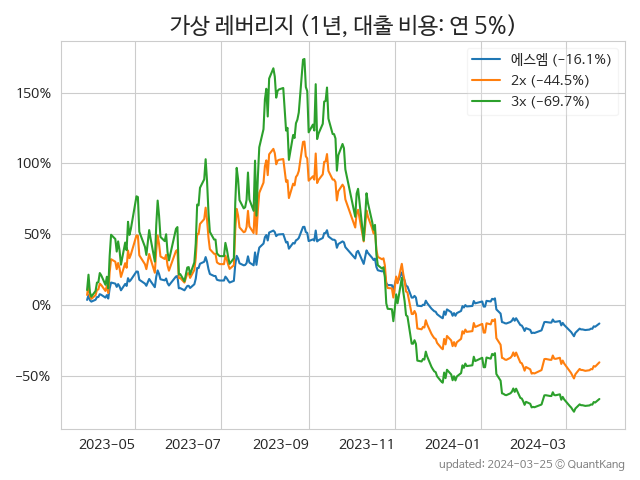 가상 레버리지 (1년, 대출 비용: 연 5%)
에스엠 (−16.1%)
2x (−44.5%)
3x (−69.7%)
150%
100%
50%
0%
−50%
2023-05 2023-07 2023-09 2023-11 2024-01 2024-03
updated: 2024-03-25 © QuantKang